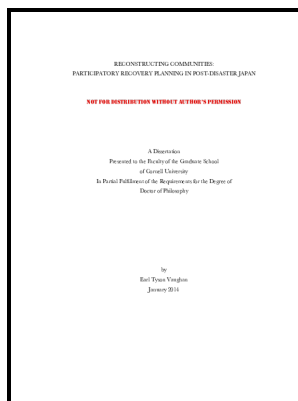 RECONSTRUCTING COMMUNITIES:
PARTICIPATORY RECOVERY PLANNING IN POST-DISASTER JAPAN
NOT FOR DISTRIBUTION WITHOUT AUTHOR'S PERMISSION
A Dissertation
Presented to the Faculty of the Graduate School
of Cornell University
In Partial Fulfillment of the Requirements for the Degree of
Doctor of Philosophy
by
Earl Tyson Vaughan
January 2014